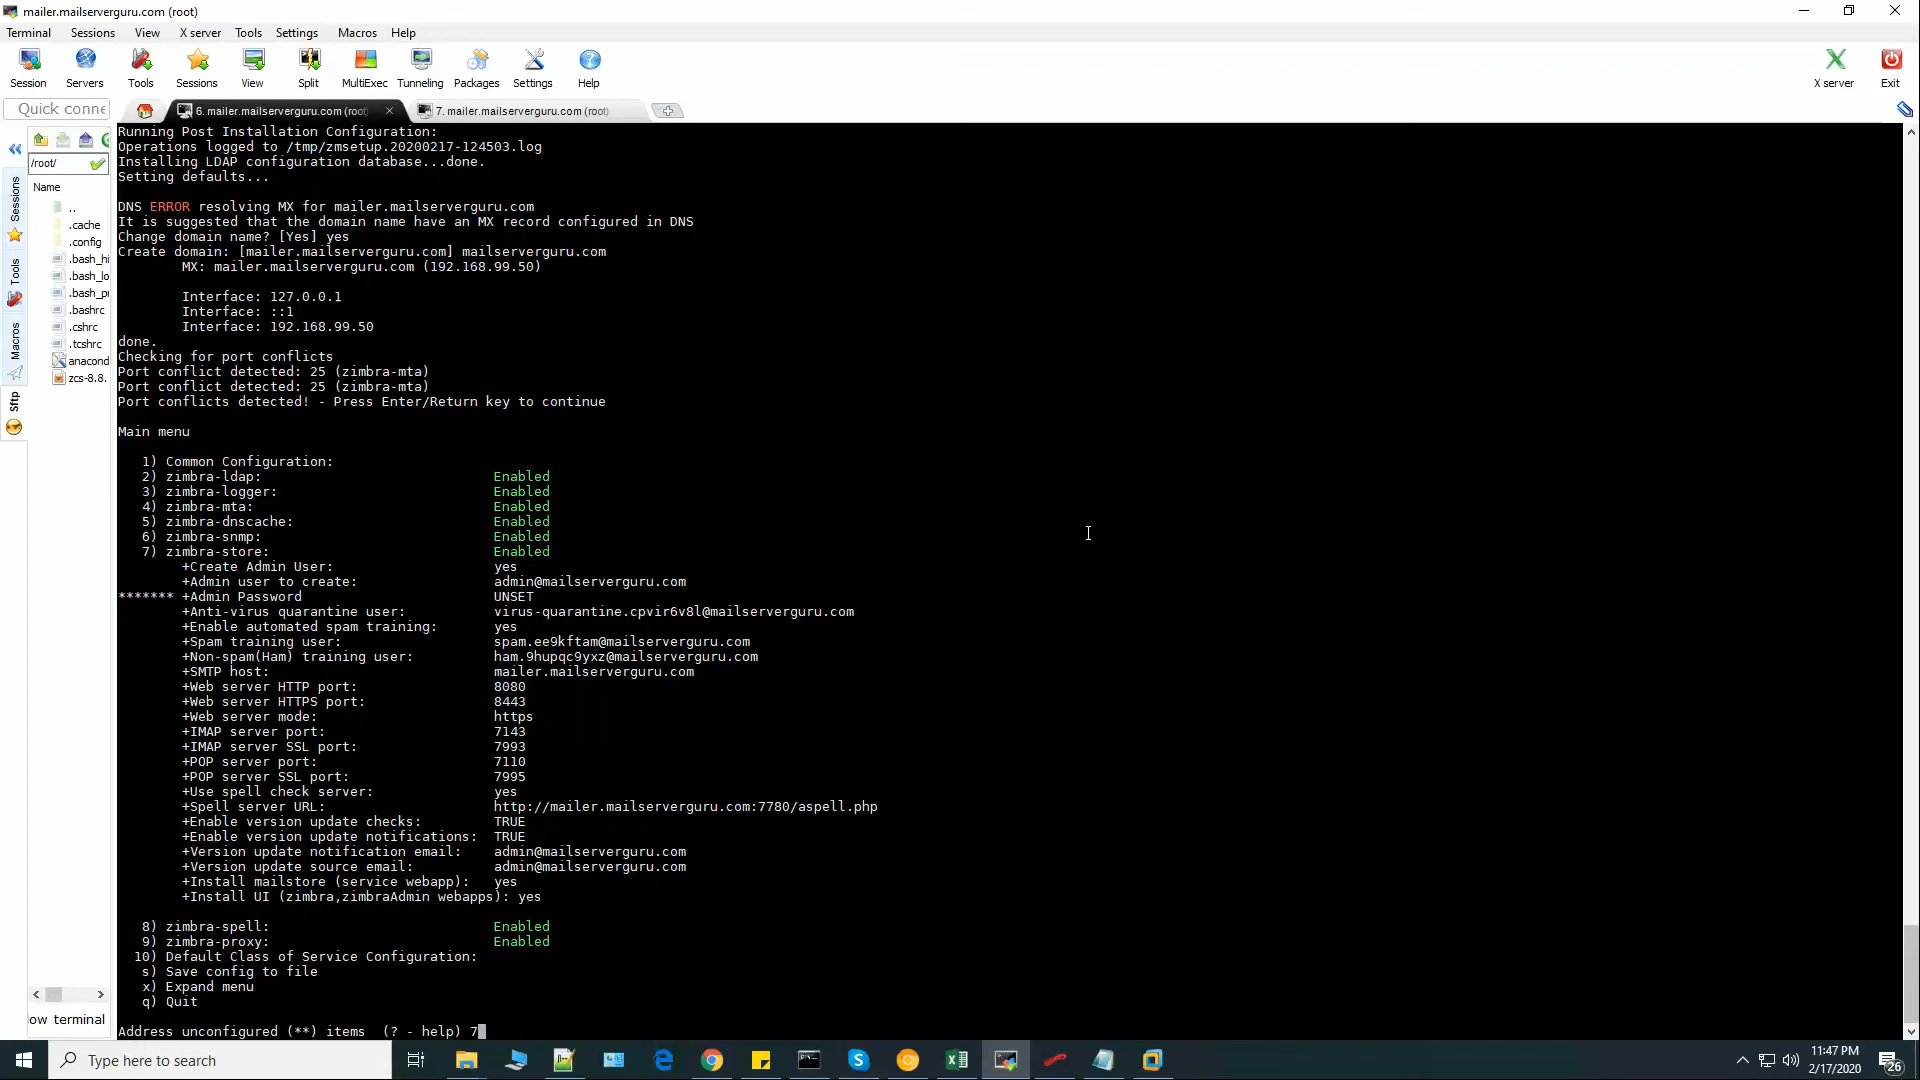 mailer.mailserverguru.com (root)
Terminal Sessions View X server Tools Settings Macros Help
Session Servers Tools Sessions View Split MultiExec Tunneling Packages Settings Help X server Exit
Quick conne
6. mailer.mailserverguru.com (root
7. mailer.mailserverguru.com (root)
/root/
Name
..
.cache
.config
.bash_hi
.bash_lo
.bash_pr
.bashrc
.cshrc
.tcshrc
anacond
zcs-8.8.
Sessions
Tools
Macros
Sftp
low terminal
Running Post Installation Configuration:
Operations logged to /tmp/zmsetup.20200217-124503.log
Installing LDAP configuration database...done.
Setting defaults...
DNS ERROR resolving MX for mailer.mailserverguru.com
It is suggested that the domain name have an MX record configured in DNS
Change domain name? [Yes] yes
Create domain: [mailer.mailserverguru.com] mailserverguru.com
MX: mailer.mailserverguru.com (192.168.99.50)
Interface: 127.0.0.1
Interface: ::1
Interface: 192.168.99.50
done.
Checking for port conflicts
Port conflict detected: 25 (zimbra-mta)
Port conflict detected: 25 (zimbra-mta)
Port conflicts detected! - Press Enter/Return key to continue
Main menu
1) Common Configuration:
2) zimbra-ldap: Enabled
3) zimbra-logger: Enabled
4) zimbra-mta: Enabled
5) zimbra-dnscache: Enabled
6) zimbra-snmp: Enabled
7) zimbra-store: Enabled
+Create Admin User: yes
+Admin user to create: admin@mailserverguru.com
******* +Admin Password UNSET
+Anti-virus quarantine user: virus-quarantine.cpvir6v8l@mailserverguru.com
+Enable automated spam training: yes
+Spam training user: spam.ee9kftam@mailserverguru.com
+Non-spam(Ham) training user: ham.9hupqc9yxz@mailserverguru.com
+SMTP host: mailer.mailserverguru.com
+Web server HTTP port: 8080
+Web server HTTPS port: 8443
+Web server mode: https
+IMAP server port: 7143
+IMAP server SSL port: 7993
+POP server port: 7110
+POP server SSL port: 7995
+Use spell check server: yes
+Spell server URL: http://mailer.mailserverguru.com:7780/aspell.php
+Enable version update checks: TRUE
+Enable version update notifications: TRUE
+Version update notification email: admin@mailserverguru.com
+Version update source email: admin@mailserverguru.com
+Install mailstore (service webapp): yes
+Install UI (zimbra,zimbraAdmin webapps): yes
8) zimbra-spell: Enabled
9) zimbra-proxy: Enabled
10) Default Class of Service Configuration:
s) Save config to file
x) Expand menu
q) Quit
Address unconfigured (**) items (? - help) 7
Type here to search
11:47 PM
2/17/2020
26